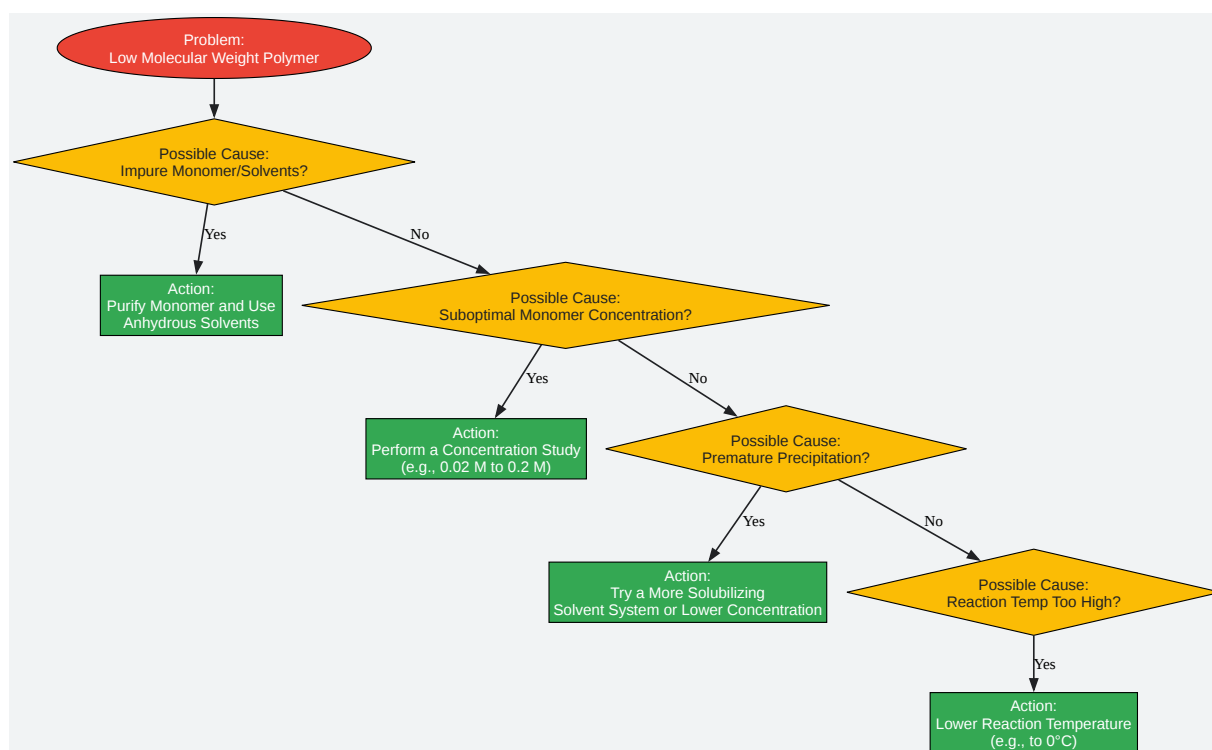 Problem:
Low Molecular Weight Polymer
Possible Cause:
Impure Monomer/Solvents?
Yes
No
Action:
Purify Monomer and Use
Anhydrous Solvents
Possible Cause:
Suboptimal Monomer Concentration?
Yes
No
Action:
Perform a Concentration Study
(e.g., 0.02 M to 0.2 M)
Possible Cause:
Premature Precipitation?
Yes
No
Action:
Try a More Solubilizing
Solvent System or Lower Concentration
Possible Cause:
Reaction Temp Too High?
Yes
Action:
Lower Reaction Temperature
(e.g., to 0°C)